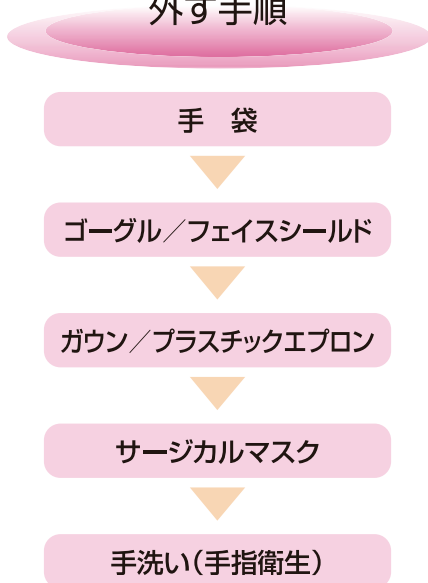 外す手順
手　袋
ゴーグル／フェイスシールド
ガウン／プラスチックエプロン
サージカルマスク
手洗い（手指衛生）